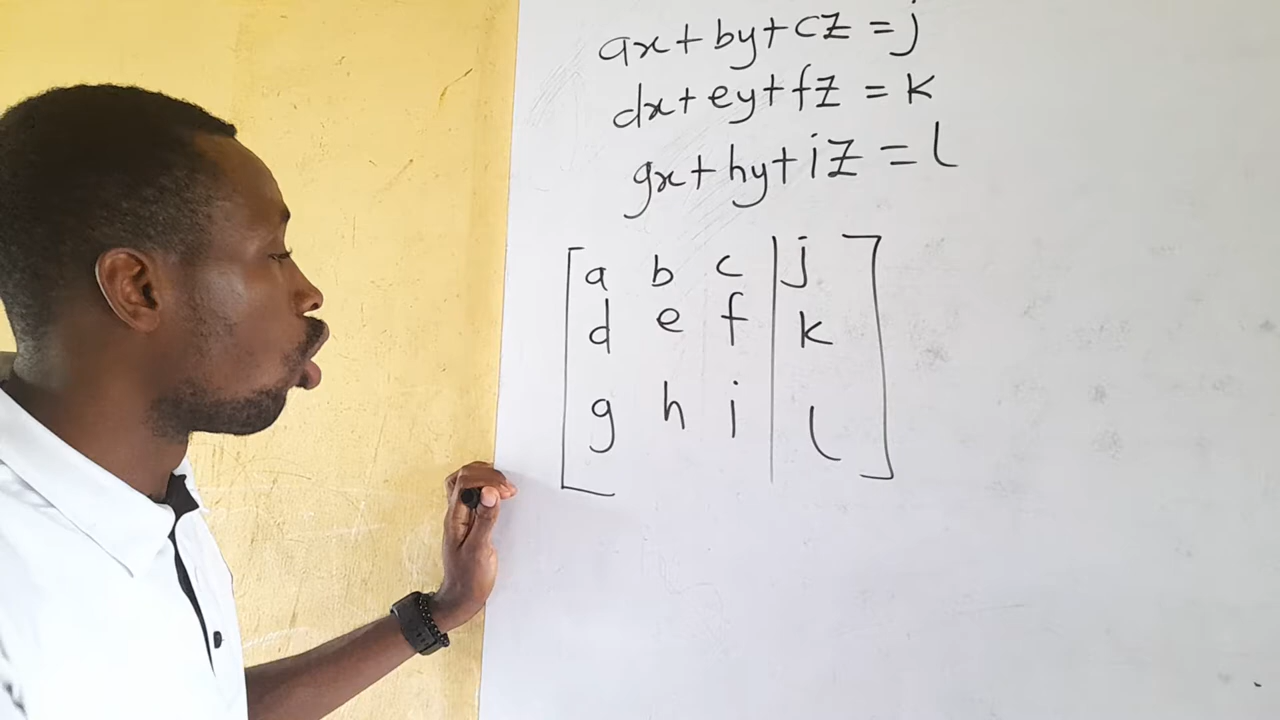 ax+by+cz=j
dx+ey+fz=k
gx+hy+iz=l
a b c j
d e f k
g h i l